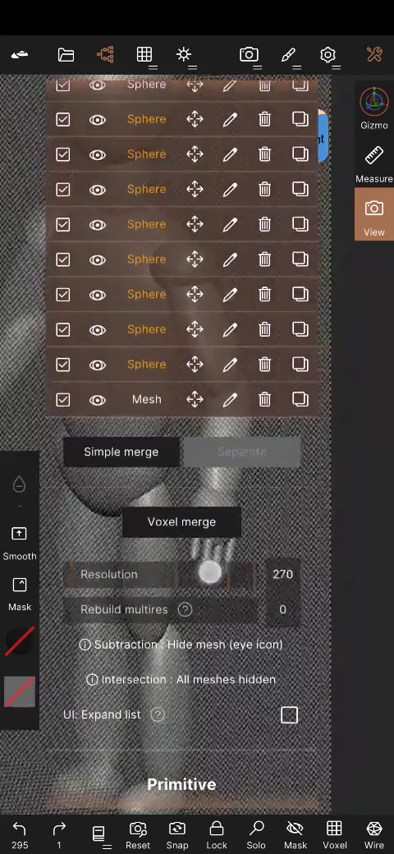 Sphere
Gizmo
Sphere
nt
Sphere
Measure
Sphere
Sphere
View
Sphere
Sphere
Sphere
Sphere
Mesh
Simple merge
Separate
Voxel merge
Smooth
Resolution
270
Mask
Rebuild multires ?
0
Subtraction : Hide mesh (eye icon)
Intersection : All meshes hidden
UI: Expand list ?
Primitive
295
1
Reset
Snap
Lock
Solo
Mask
Voxel
Wire